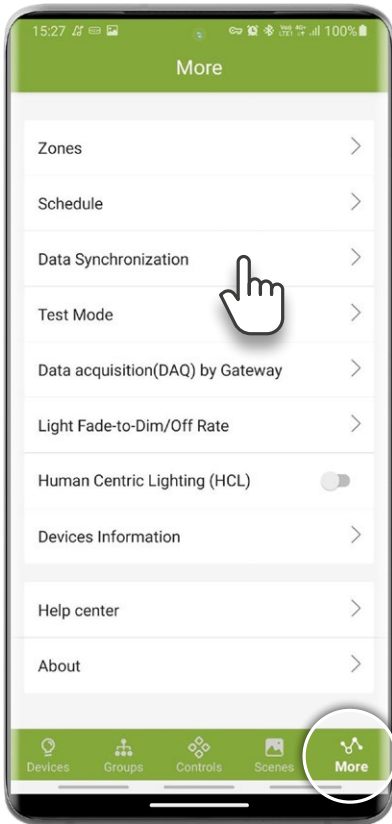 15:27 100%
More
Zones
Schedule
Data Synchronization
Test Mode
Data acquisition(DAQ) by Gateway
Light Fade-to-Dim/Off Rate
Human Centric Lighting (HCL)
Devices Information
Help center
About
Devices Groups Controls Scenes More